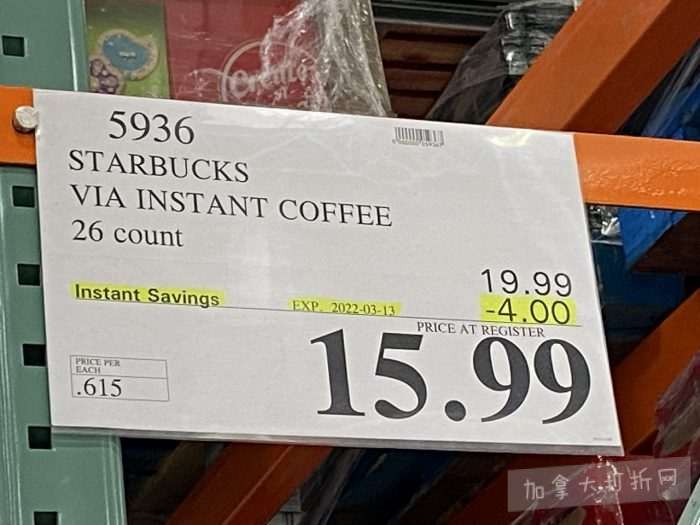 5936
STARBUCKS
VIA INSTANT COFFEE
26 count
19.99
Instant Savings EXP. 2022-03-13 -4.00
PRICE AT REGISTER
15.99
PRICE PER
EACH
.615
加拿大打折网